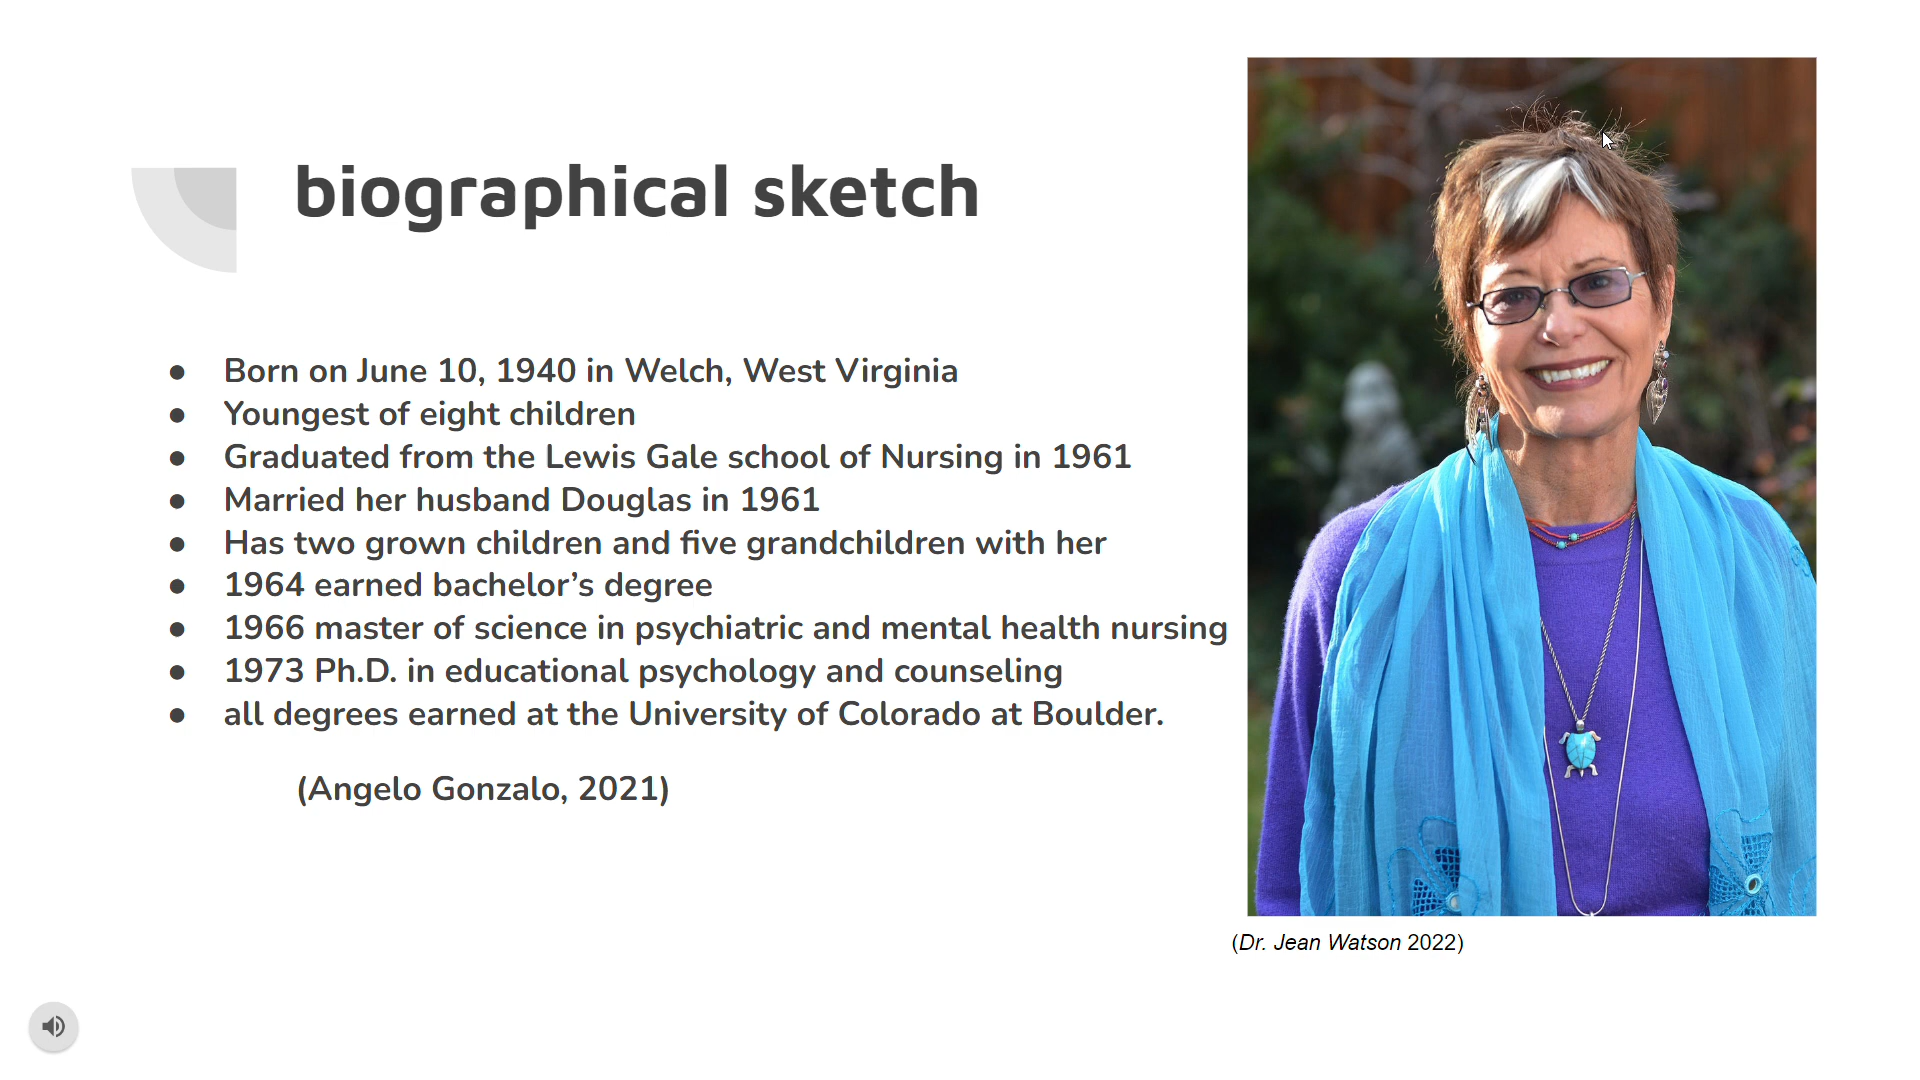 biographical sketch
● Born on June 10, 1940 in Welch, West Virginia
● Youngest of eight children
● Graduated from the Lewis Gale school of Nursing in 1961
● Married her husband Douglas in 1961
● Has two grown children and five grandchildren with her
● 1964 earned bachelor’s degree
● 1966 master of science in psychiatric and mental health nursing
● 1973 Ph.D. in educational psychology and counseling
● all degrees earned at the University of Colorado at Boulder.
(Angelo Gonzalo, 2021)
(Dr. Jean Watson 2022)